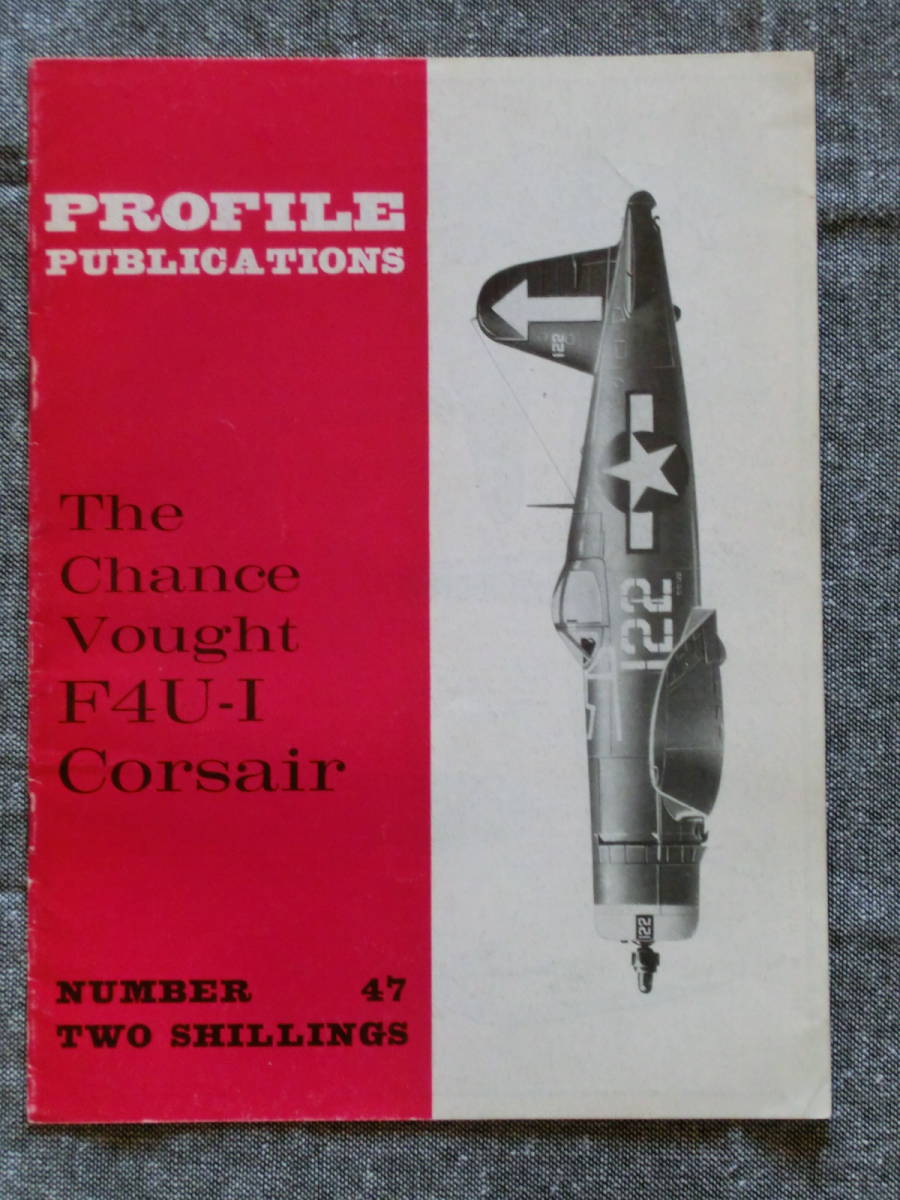 PROFILE
PUBLICATIONS
The
Chance
Vought
F4U-I
Corsair
NUMBER 47
TWO SHILLINGS
122
122
122